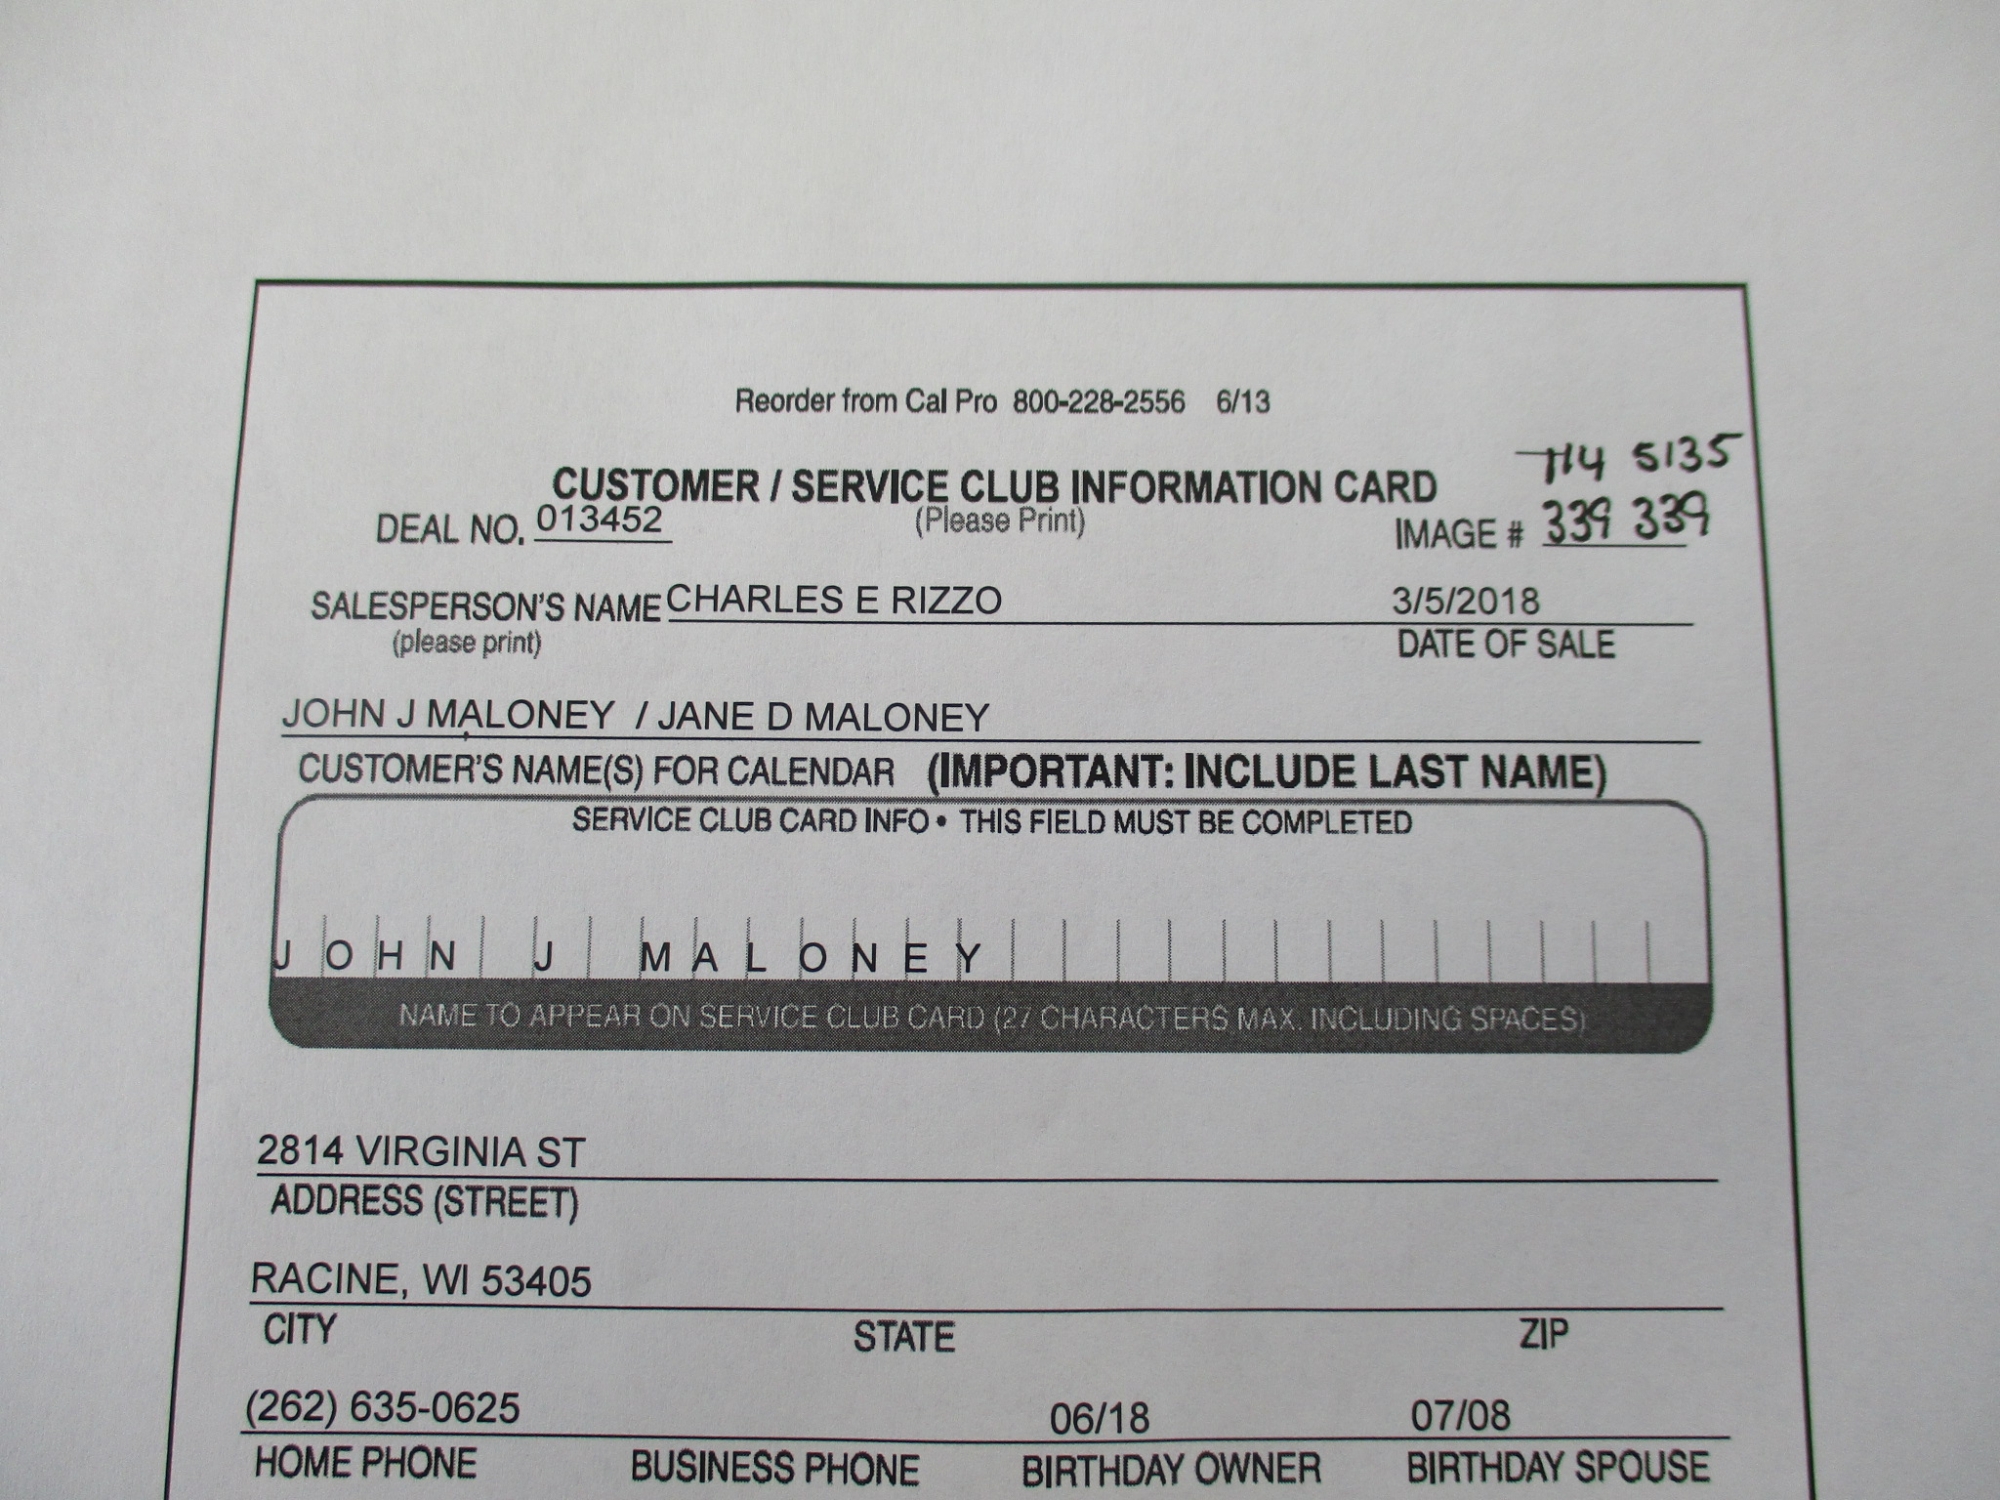 Reorder from Cal Pro 800-228-2556 6/13
5135
CUSTOMER / SERVICE CLUB INFORMATION CARD
DEAL NO. 013452 (Please Print) IMAGE # 339 339
SALESPERSON'S NAME CHARLES E RIZZO 3/5/2018
(please print) DATE OF SALE
JOHN J MALONEY / JANE D MALONEY
CUSTOMER'S NAME(S) FOR CALENDAR (IMPORTANT: INCLUDE LAST NAME)
SERVICE CLUB CARD INFO • THIS FIELD MUST BE COMPLETED
JOHN J MALONEY
NAME TO APPEAR ON SERVICE CLUB CARD (27 CHARACTERS MAX. INCLUDING SPACES)
2814 VIRGINIA ST
ADDRESS (STREET)
RACINE, WI 53405
CITY STATE ZIP
(262) 635-0625 06/18 07/08
HOME PHONE BUSINESS PHONE BIRTHDAY OWNER BIRTHDAY SPOUSE